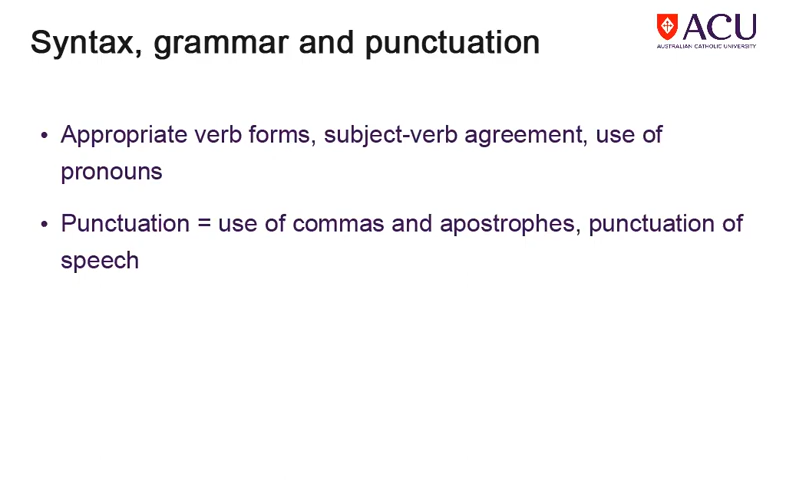 Syntax, grammar and punctuation
ACU
AUSTRALIAN CATHOLIC UNIVERSITY
• Appropriate verb forms, subject-verb agreement, use of
pronouns
• Punctuation = use of commas and apostrophes, punctuation of
speech